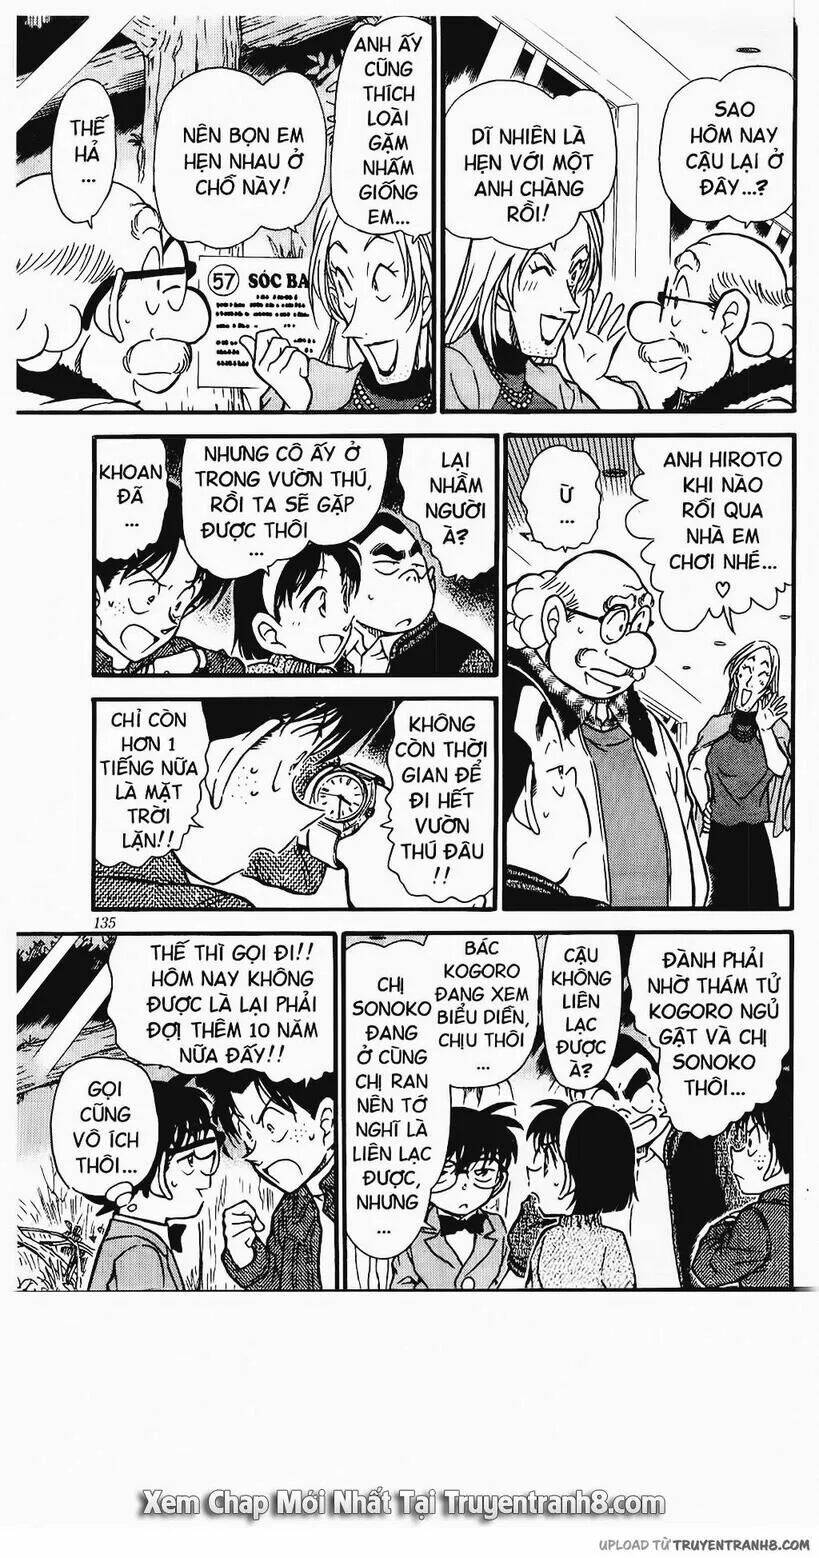 SAO
HÔM NAY
CẬU LẠI Ở
ĐÂY...?
DĨ NHIÊN LÀ
HẸN VỚI MỘT
ANH CHÀNG
RỒI!
ANH ẤY
CŨNG
THÍCH
LOÀI
GẶM
NHẤM
GIỐNG
EM...
NÊN BỌN EM
HẸN NHAU Ở
CHỖ NÀY!
THẾ
HẢ
...
57 SÓC BA
ANH HIROTO
KHI NÀO
RỖI QUA
NHÀ EM
CHƠI NHÉ...
♡
Ừ
...
LẠI
NHẦM
NGƯỜI
À?
NHƯNG CÔ ẤY Ở
TRONG VƯỜN THÚ,
RỒI TA SẼ GẶP
ĐƯỢC THÔI
...
KHOAN
ĐÃ
...
KHÔNG
CÒN THỜI
GIAN ĐỂ
ĐI HẾT
VƯỜN
THÚ ĐÂU
!!
CHỈ CÒN
HƠN 1
TIẾNG NỮA
LÀ MẶT
TRỜI
LẶN!!
135
ĐÀNH PHẢI
NHỜ THÁM TỬ
KOGORO NGỦ
GẬT VÀ CHỊ
SONOKO
THÔI...
CẬU
KHÔNG
LIÊN
LẠC ĐƯỢC
À?
BÁC
KOGORO
ĐANG XEM
BIỂU DIỄN,
CHỊU THÔI
...
CHỊ
SONOKO
ĐANG
Ở CÙNG
CHỊ RAN
NÊN TỚ
NGHĨ LÀ
LIÊN LẠC
ĐƯỢC,
NHƯNG
...
THẾ THÌ GỌI ĐI!!
HÔM NAY KHÔNG
ĐƯỢC LÀ LẠI PHẢI
ĐỢI THÊM 10 NĂM
NỮA ĐẤY!!
GỌI
CŨNG
VÔ ÍCH
THÔI...
Xem Chap Mới Nhất Tại Truyentranh8.com
UPLOAD TỪ TRUYENTRANH8.COM